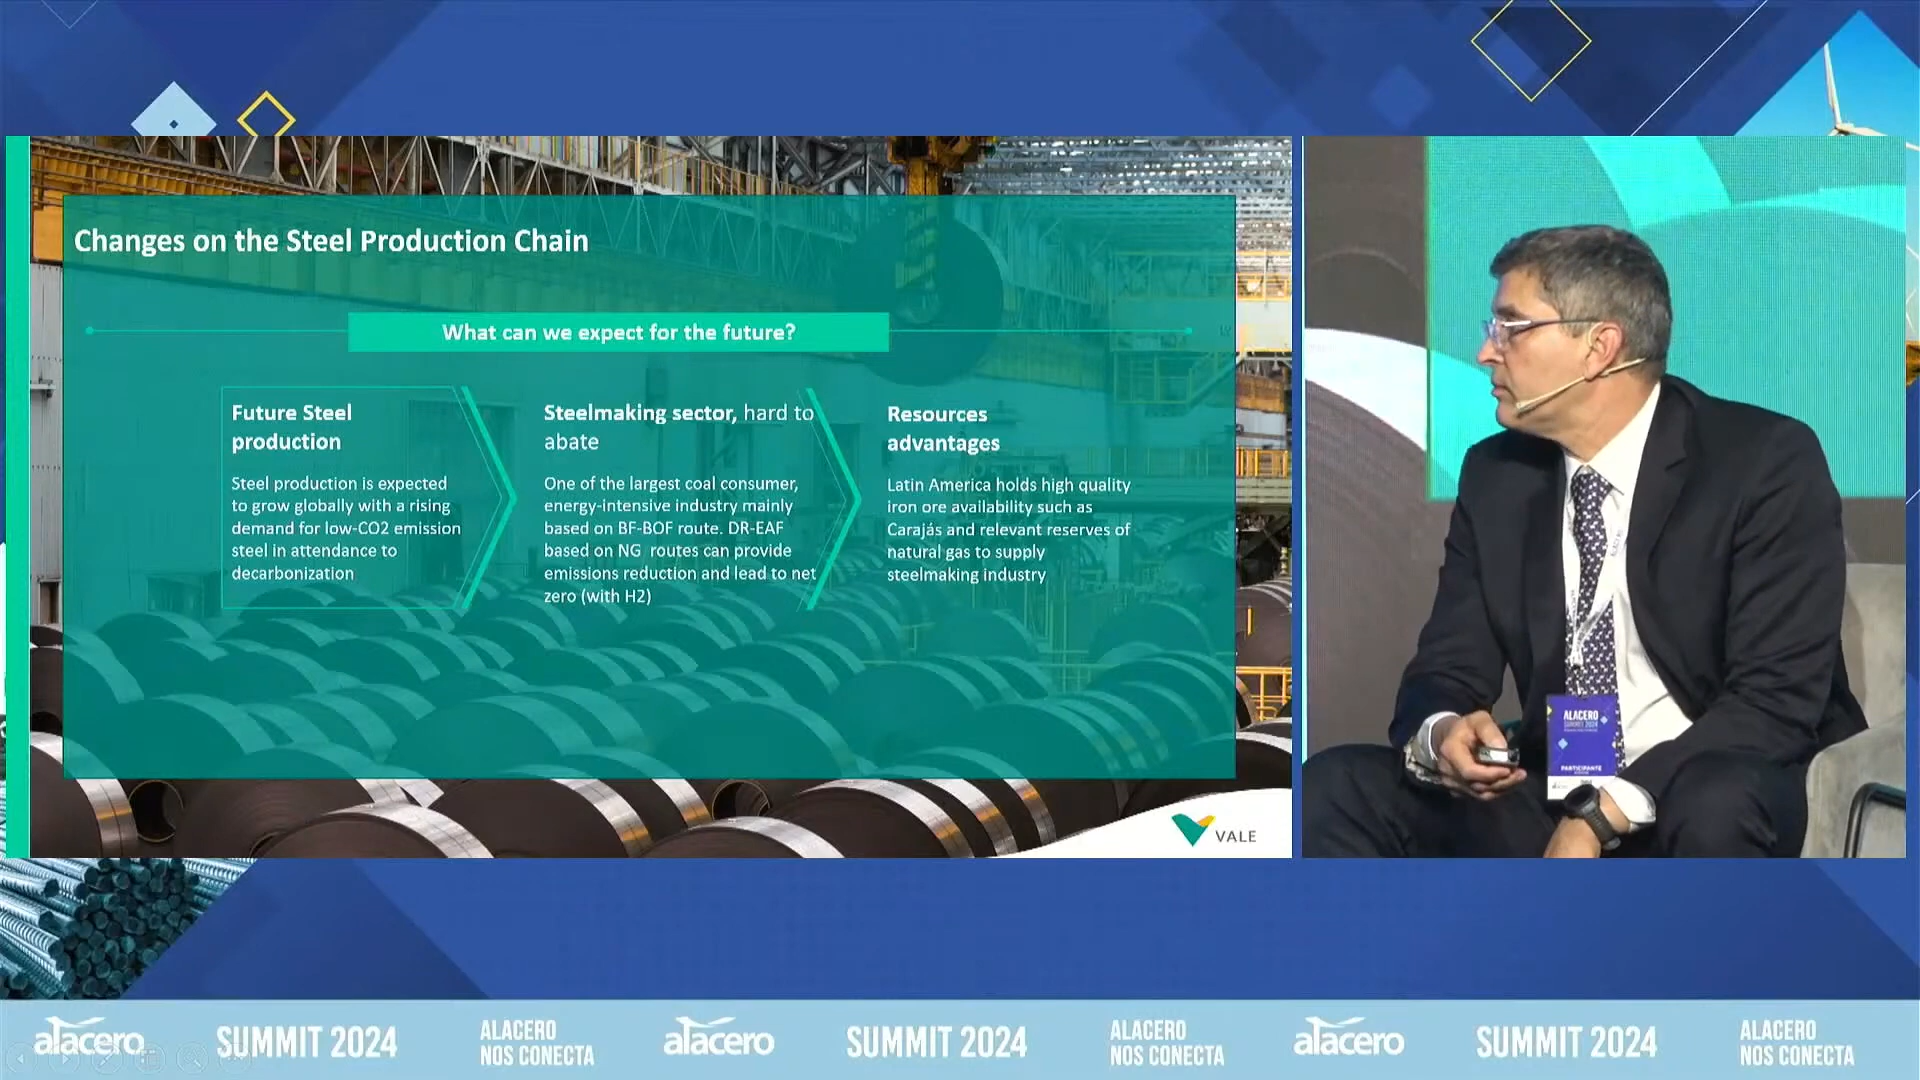 Changes on the Steel Production Chain
What can we expect for the future?
Future Steel
production
Steel production is expected
to grow globally with a rising
demand for low-CO2 emission
steel in attendance to
decarbonization
Steelmaking sector, hard to
abate
One of the largest coal consumer,
energy-intensive industry mainly
based on BF-BOF route. DR-EAF
based on NG routes can provide
emissions reduction and lead to net
zero (with H2)
Resources
advantages
Latin America holds high quality
iron ore availability such as
Carajás and relevant reserves of
natural gas to supply
steelmaking industry
VALE
ALACERO
SUMMIT 2024
PARTICIPANTE
alacero
SUMMIT 2024
ALACERO
NOS CONECTA
alacero
SUMMIT 2024
ALACERO
NOS CONECTA
alacero
SUMMIT 2024
ALACERO
NOS CONECTA